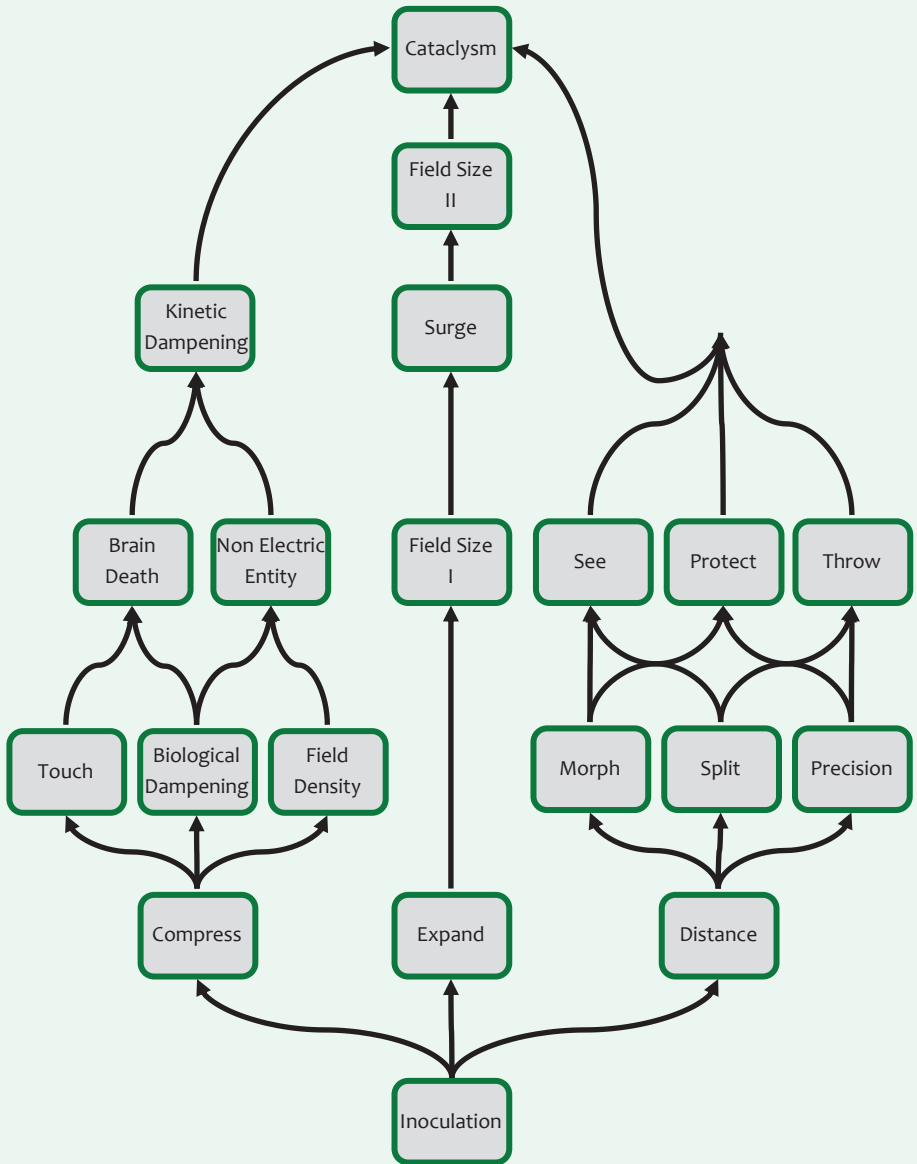 Cataclysm
Field Size
II
Kinetic
Dampening
Surge
Brain
Death
Non Electric
Entity
Field Size
I
See
Protect
Throw
Touch
Biological
Dampening
Field
Density
Morph
Split
Precision
Compress
Expand
Distance
Inoculation